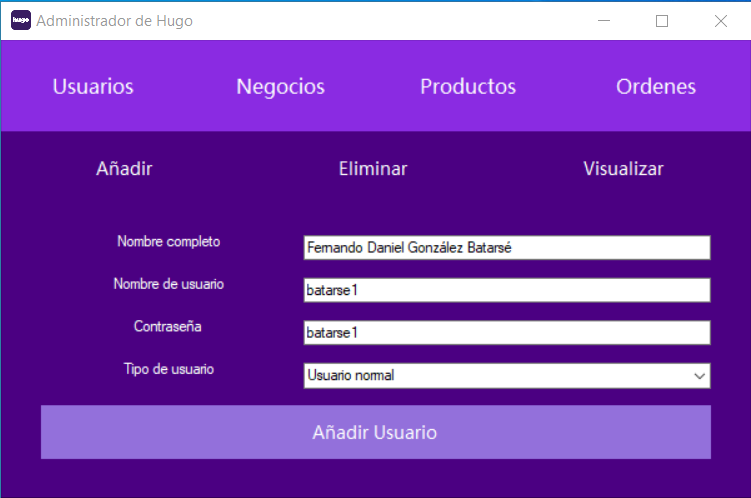 hugo Administrador de Hugo
Usuarios Negocios Productos Ordenes
Añadir Eliminar Visualizar
Nombre completo Fernando Daniel González Batarsé
Nombre de usuario batarse1
Contraseña batarse1
Tipo de usuario Usuario normal
Añadir Usuario